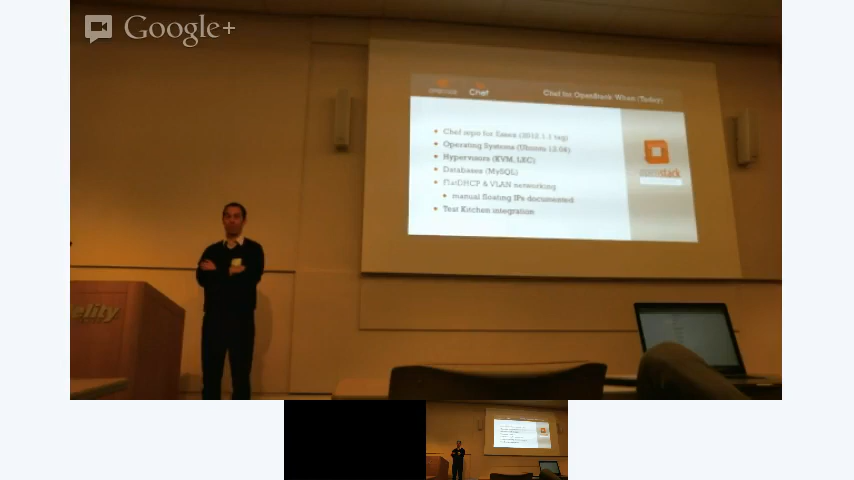 Google+
Chef
Chef for OpenStack When (Today)
Chef repo for Essex (2012.1.1 tag)
Operating Systems (Ubuntu 12.04)
Hypervisors (KVM, LXC)
Databases (MySQL)
FlatDHCP & VLAN networking
manual floating IPs documented
Test Kitchen integration
openstack
elity